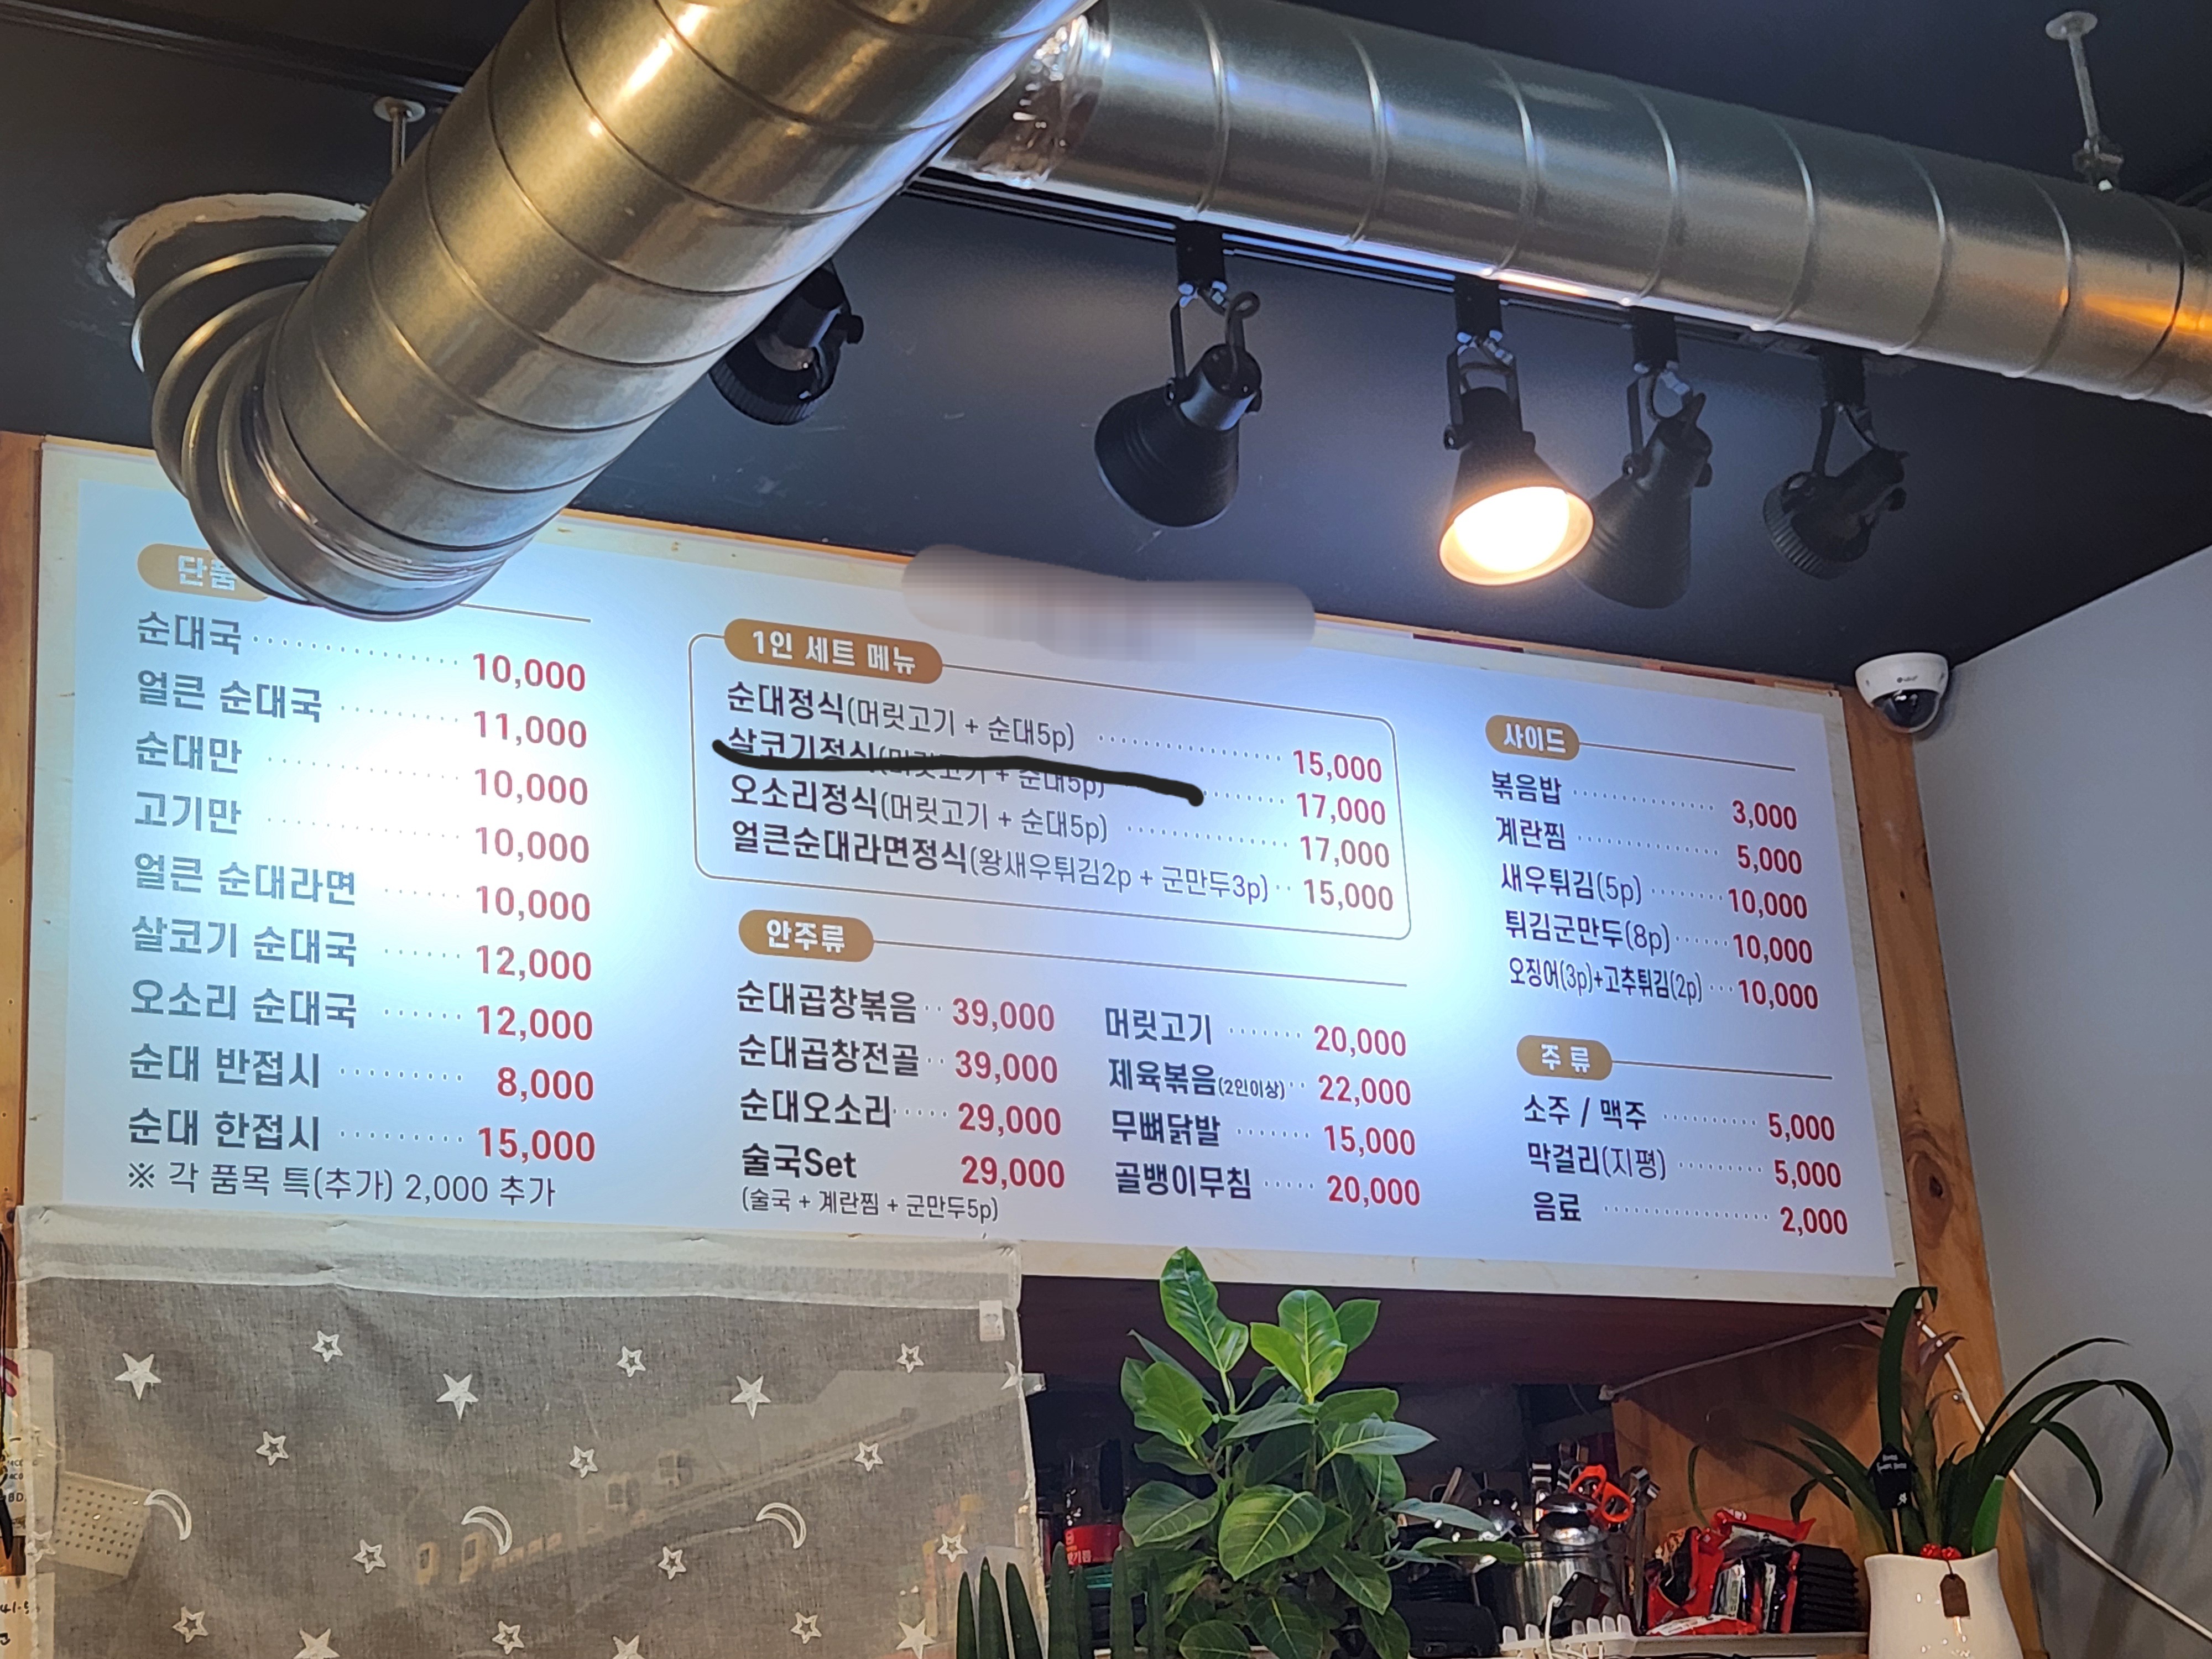 단품
순대국 10,000
얼큰 순대국 11,000
순대만 10,000
고기만 10,000
얼큰 순대라면 10,000
살코기 순대국 12,000
오소리 순대국 12,000
순대 반접시 8,000
순대 한접시 15,000
※ 각 품목 특(추가) 2,000 추가
1인 세트 메뉴
순대정식(머릿고기 + 순대5p) 15,000
살코기정식(머릿고기 + 순대5p) 17,000
오소리정식(머릿고기 + 순대5p) 17,000
얼큰순대라면정식(왕새우튀김2p + 군만두3p) 15,000
안주류
순대곱창볶음 39,000
순대곱창전골 39,000
순대오소리 29,000
술국Set 29,000
(술국 + 계란찜 + 군만두5p)
머릿고기 20,000
제육볶음(2인이상) 22,000
무뼈닭발 15,000
골뱅이무침 20,000
사이드
볶음밥 3,000
계란찜 5,000
새우튀김(5p) 10,000
튀김군만두(8p) 10,000
오징어(3p)+고추튀김(2p) 10,000
주류
소주 / 맥주 5,000
막걸리(지평) 5,000
음료 2,000